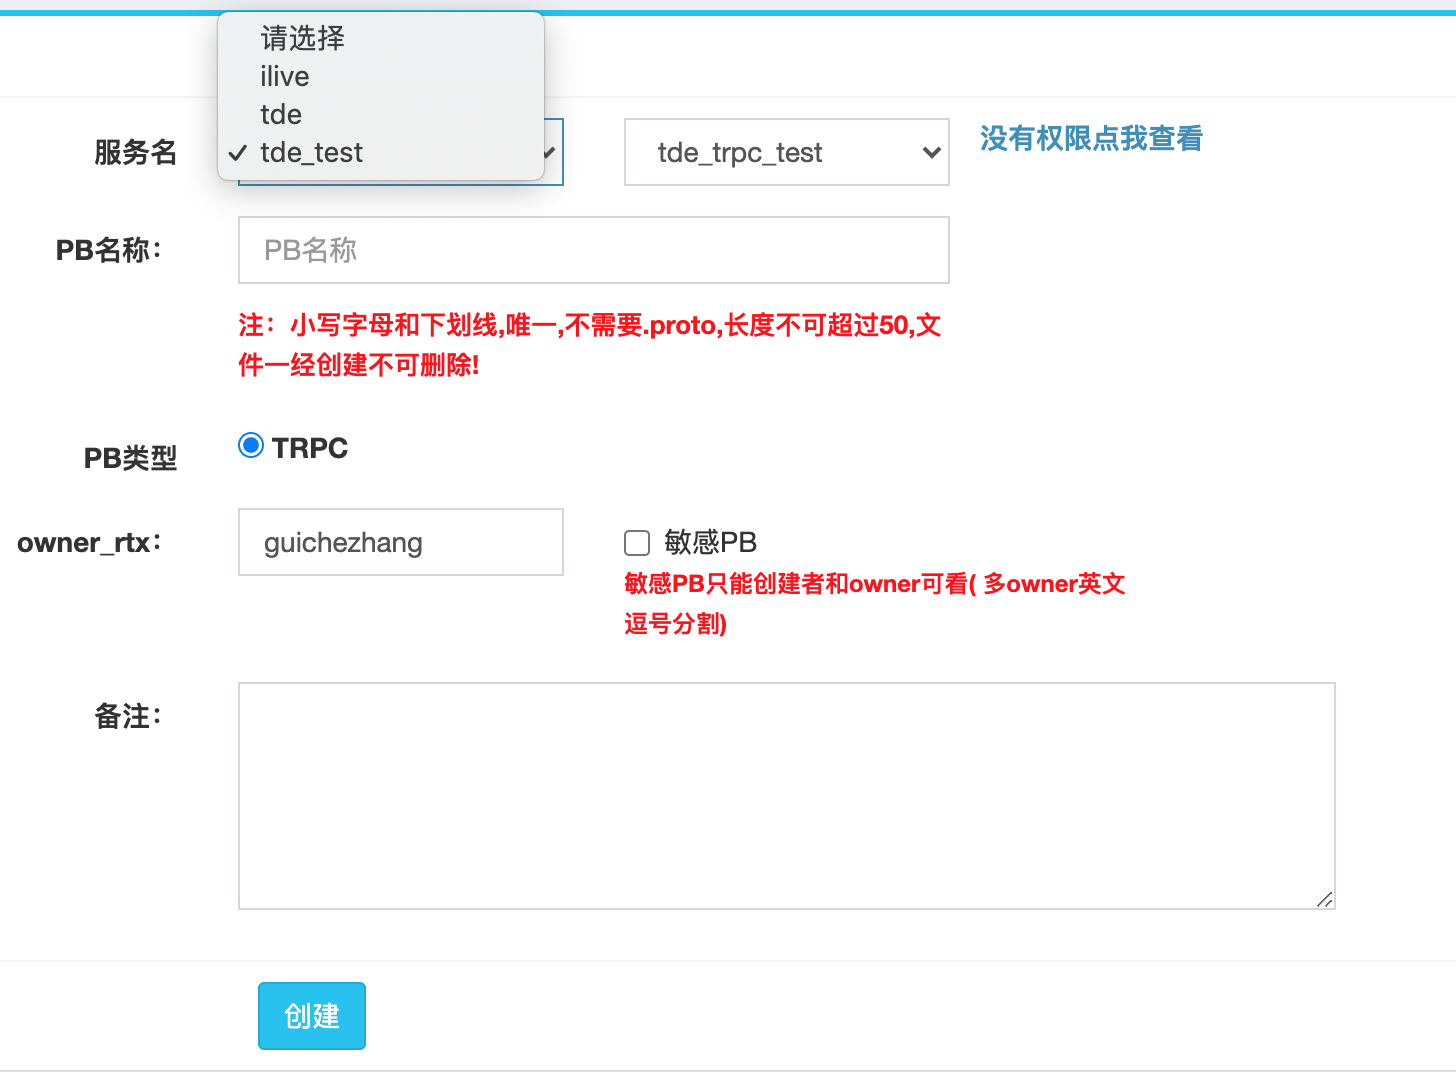 请选择
ilive
tde
tde_test
服务名
tde_trpc_test
没有权限点我查看
PB名称：
PB名称
注：小写字母和下划线,唯一,不需要.proto,长度不可超过50,文
件一经创建不可删除!
PB类型
TRPC
owner_rtx：
guichezhang
敏感PB
敏感PB只能创建者和owner可看( 多owner英文
逗号分割)
备注：
创建